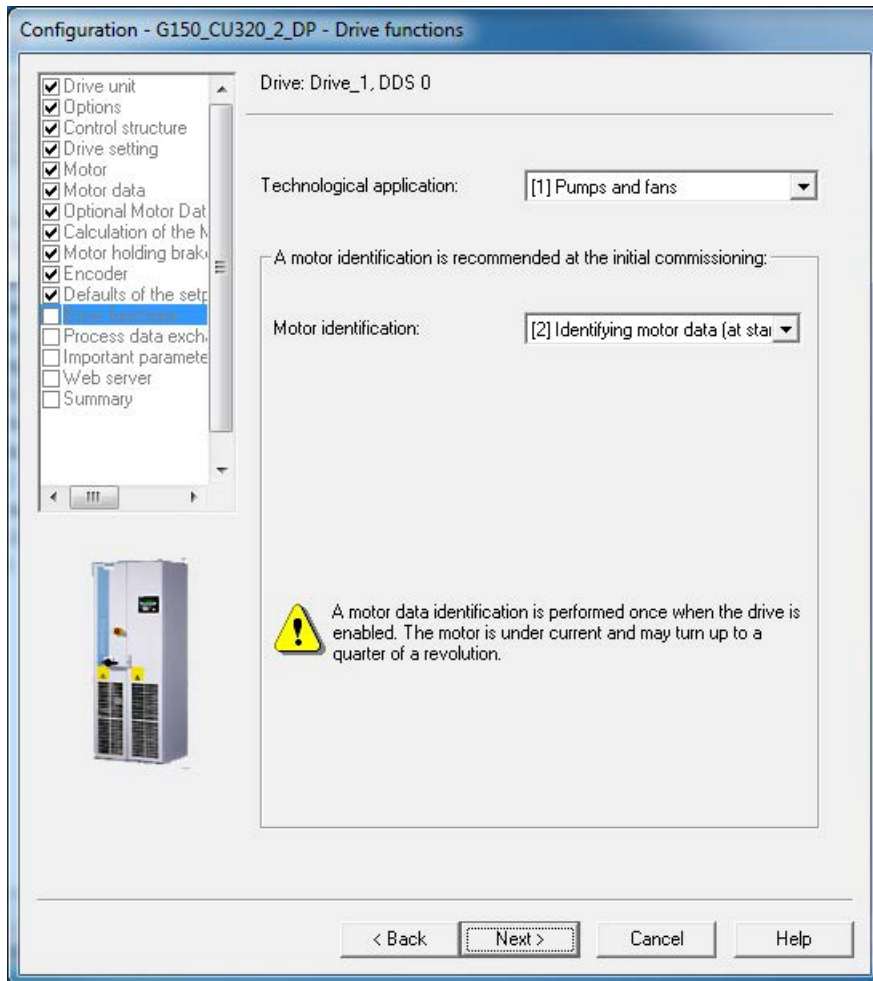 Configuration - G150_CU320_2_DP - Drive functions
Drive unit
Options
Control structure
Drive setting
Motor
Motor data
Optional Motor Dat
Calculation of the M
Motor holding brak
Encoder
Defaults of the setp
Drive functions
Process data exch
Important paramete
Web server
Summary
Drive: Drive_1, DDS 0
Technological application:
[1] Pumps and fans
A motor identification is recommended at the initial commissioning:
Motor identification:
[2] Identifying motor data (at star
A motor data identification is performed once when the drive is
enabled. The motor is under current and may turn up to a
quarter of a revolution.
< Back
Next >
Cancel
Help